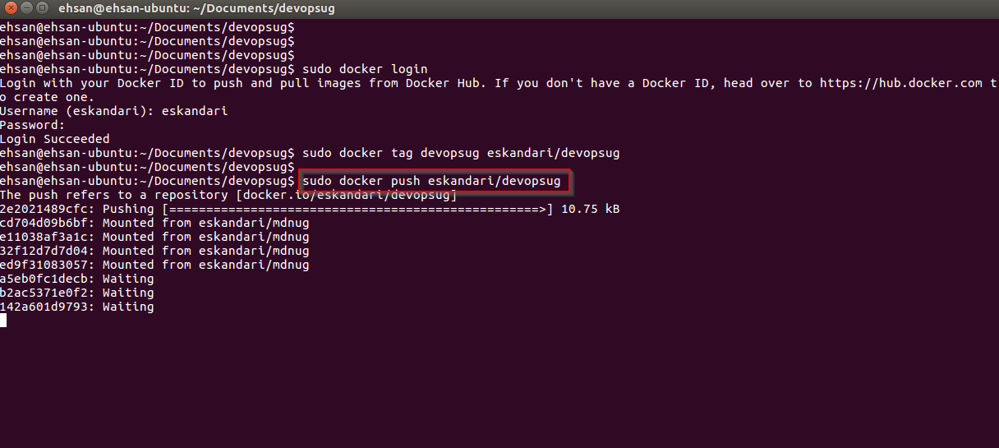 ehsan@ehsan-ubuntu: ~/Documents/devopsug
ehsan@ehsan-ubuntu:~/Documents/devopsug$
ehsan@ehsan-ubuntu:~/Documents/devopsug$
ehsan@ehsan-ubuntu:~/Documents/devopsug$
ehsan@ehsan-ubuntu:~/Documents/devopsug$ sudo docker login
Login with your Docker ID to push and pull images from Docker Hub. If you don't have a Docker ID, head over to https://hub.docker.com t
o create one.
Username (eskandari): eskandari
Password:
Login Succeeded
ehsan@ehsan-ubuntu:~/Documents/devopsug$ sudo docker tag devopsug eskandari/devopsug
ehsan@ehsan-ubuntu:~/Documents/devopsug$
ehsan@ehsan-ubuntu:~/Documents/devopsug$ sudo docker push eskandari/devopsug
The push refers to a repository [docker.io/eskandari/devopsug]
2e2021489cfc: Pushing [==================================================>] 10.75 kB
cd704d09b6bf: Mounted from eskandari/mdnug
e11038af3a1c: Mounted from eskandari/mdnug
32f12d7d7d04: Mounted from eskandari/mdnug
ed9f31083057: Mounted from eskandari/mdnug
a5eb0fc1decb: Waiting
b2ac5371e0f2: Waiting
142a601d9793: Waiting